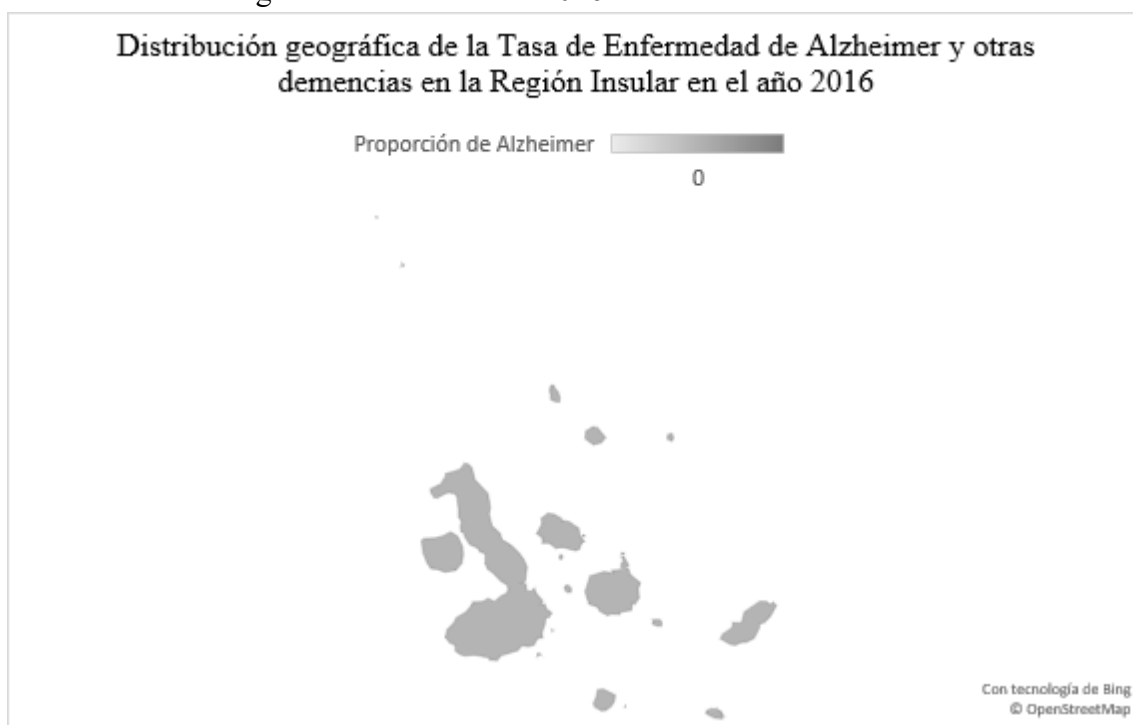 Distribución geográfica de la Tasa de Enfermedad de Alzheimer y otras
demencias en la Región Insular en el año 2016
Proporción de Alzheimer
0
Con tecnología de Bing
© OpenStreetMap